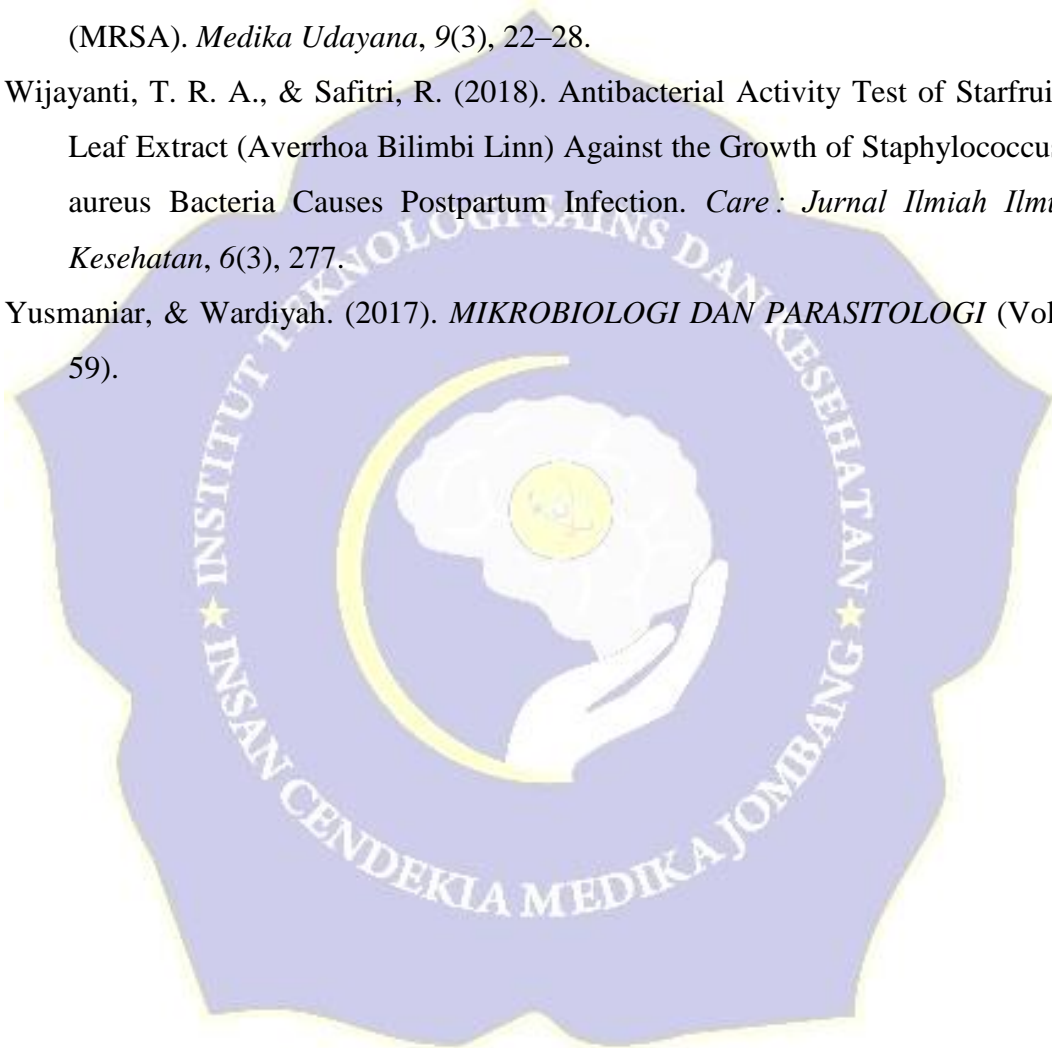 (MRSA). Medika Udayana, 9(3), 22–28.
Wijayanti, T. R. A., & Safitri, R. (2018). Antibacterial Activity Test of Starfrui
Leaf Extract (Averrhoa Bilimbi Linn) Against the Growth of Staphylococcus
aureus Bacteria Causes Postpartum Infection. Care : Jurnal Ilmiah Ilmu
Kesehatan, 6(3), 277.
Yusmaniar, & Wardiyah. (2017). MIKROBIOLOGI DAN PARASITOLOGI (Vol
59).
INSTITUT TEKNOLOGI SAINS DAN KESEHATAN
INSAN CENDEKIA MEDIKA JOMBANG